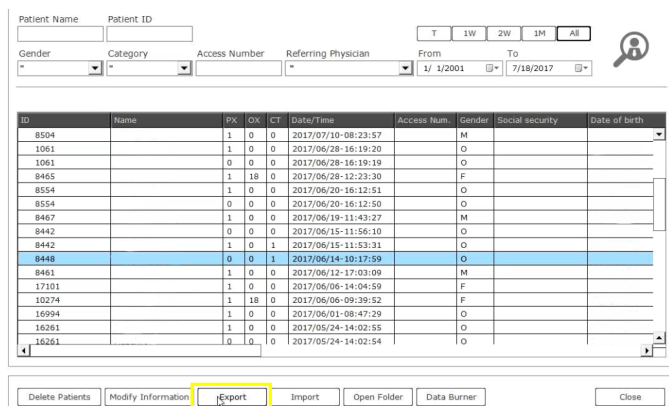 Patient Name Patient ID
T 1W 2W 1M All
Gender Category Access Number Referring Physician From To
* * * 1/ 1/2001 7/18/2017
ID Name PX OX CT Date/Time Access Num. Gender Social security Date of birth
8504 1 0 0 2017/07/10-08:23:57 M
1061 1 0 0 2017/06/28-16:19:20 O
1061 0 0 0 2017/06/28-16:19:19 O
8465 1 18 0 2017/06/28-12:23:30 F
8554 1 0 0 2017/06/20-16:12:51 O
8554 0 0 0 2017/06/20-16:12:50 O
8467 1 0 0 2017/06/19-11:43:27 M
8442 0 0 0 2017/06/15-11:56:10 O
8442 1 0 1 2017/06/15-11:53:31 O
8448 0 0 1 2017/06/14-10:17:59 O
8461 1 0 0 2017/06/12-17:03:09 M
17101 1 0 0 2017/06/06-14:04:59 F
10274 1 18 0 2017/06/06-09:39:52 F
16994 1 0 0 2017/06/01-08:47:29 O
16261 1 0 0 2017/05/24-14:02:55 O
16261 0 0 0 2017/05/24-14:02:54 O
Delete Patients Modify Information Export Import Open Folder Data Burner Close